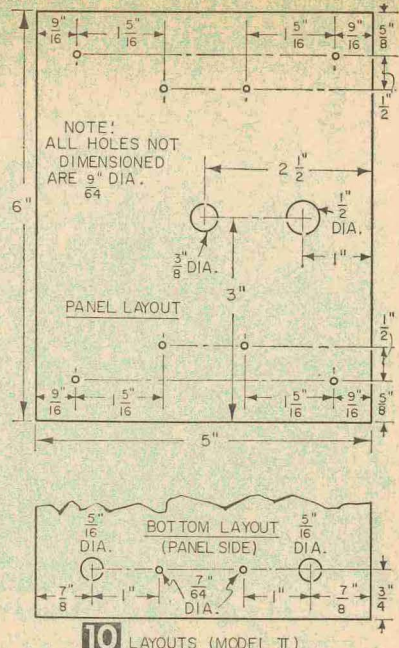 9/16" 1 5/16" 1 5/16" 9/16" 5/8"
1/2"
NOTE:
ALL HOLES NOT
DIMENSIONED
ARE 9/64" DIA.
2 1/2"
6"
1/2"
DIA.
3/8" DIA.
1"
3"
PANEL LAYOUT
1/2"
9/16" 1 5/16" 1 5/16" 9/16" 5/8"
5"
5/16"
DIA.
BOTTOM LAYOUT
(PANEL SIDE)
5/16"
DIA.
7/8" 1" 7/64"
DIA.
1" 7/8" 3/4"
10 LAYOUTS (MODEL II)